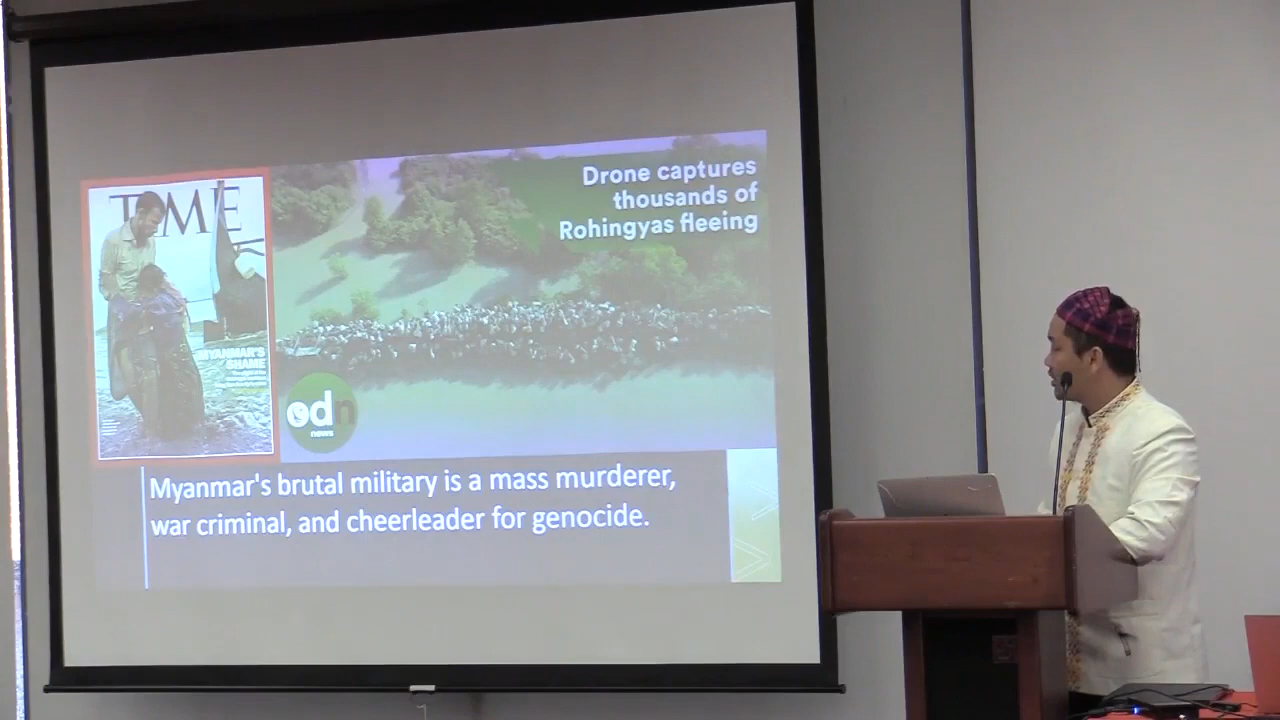 TIME
MYANMAR'S
SHAME
Drone captures
thousands of
Rohingyas fleeing
odn
news
Myanmar's brutal military is a mass murderer,
war criminal, and cheerleader for genocide.